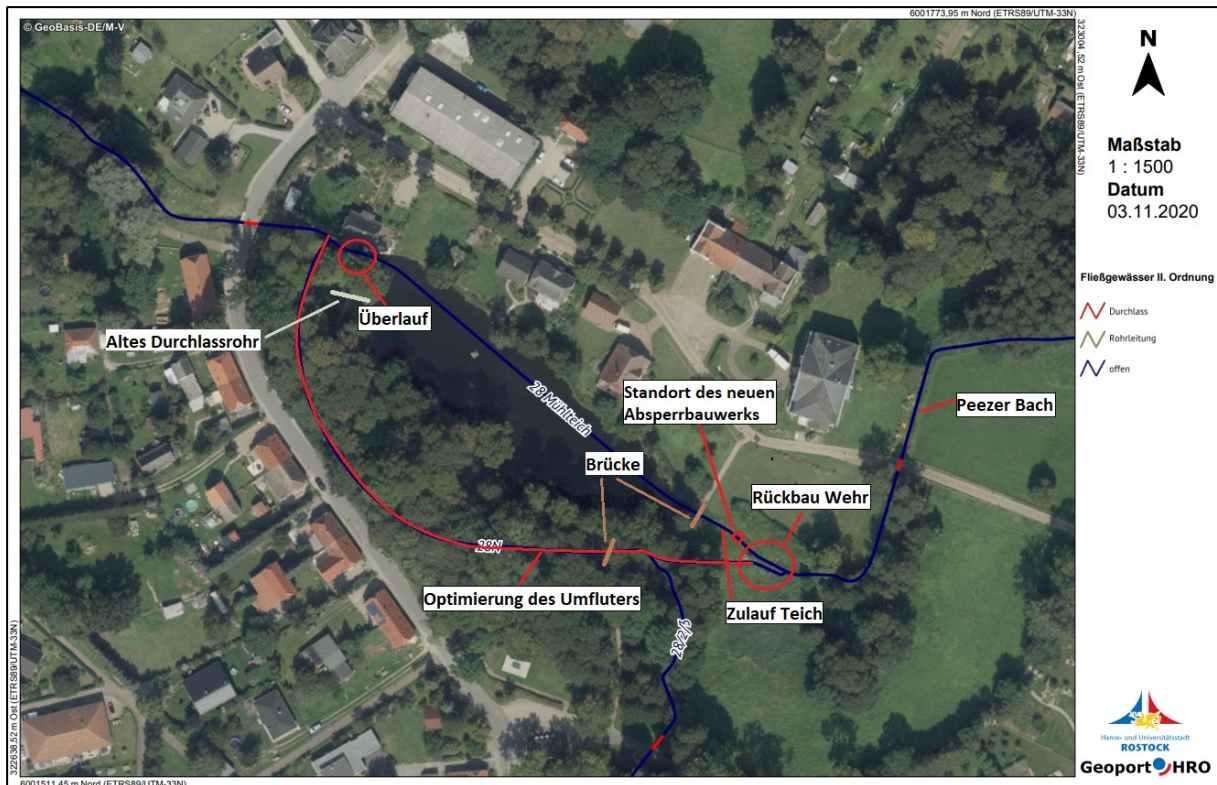 © GeoBasis-DE/M-V
6001773,95 m Nord (ETRS89/UTM-33N)
323004,52 m Ost (ETRS89/UTM-33N)
N
Maßstab
1 : 1500
Datum
03.11.2020
Fließgewässer II. Ordnung
Durchlass
Rohrleitung
offen
Überlauf
Altes Durchlassrohr
28 Mühlteich
Standort des neuen
Absperrbauwerks
Peezer Bach
Brücke
Rückbau Wehr
28N
Optimierung des Umfluters
Zulauf Teich
28/2/5
322638,52 m Ost (ETRS89/UTM-33N)
6001511,45 m Nord (ETRS89/UTM-33N)
Hanse- und Universitätsstadt
ROSTOCK
Geoport HRO